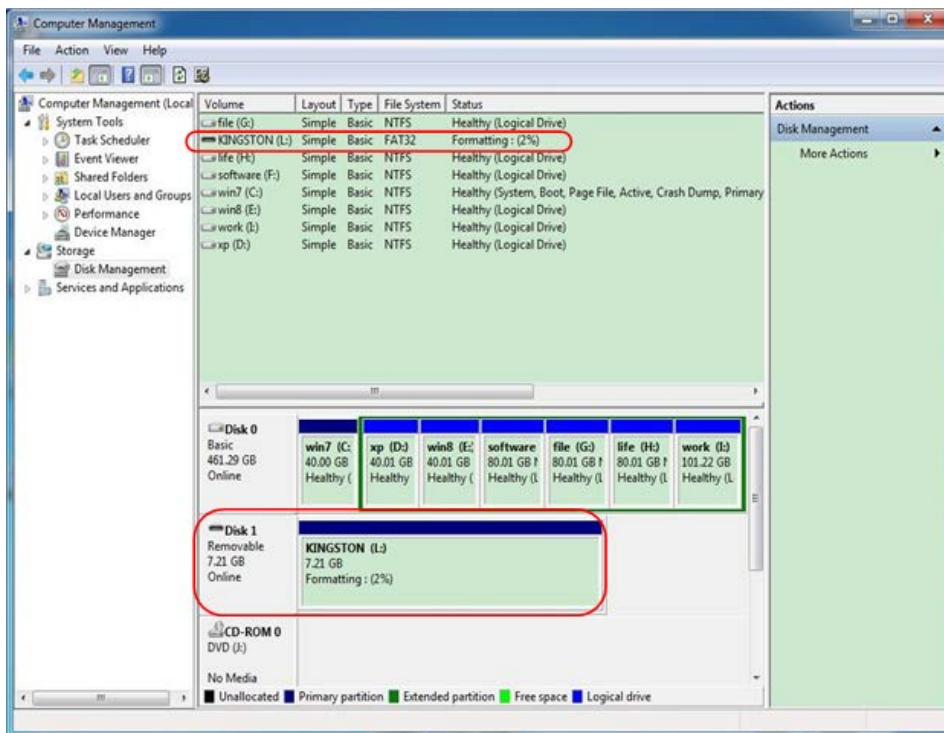 Computer Management
File Action View Help
Computer Management (Local
System Tools
Task Scheduler
Event Viewer
Shared Folders
Local Users and Groups
Performance
Device Manager
Storage
Disk Management
Services and Applications
Volume Layout Type File System Status
file (G:) Simple Basic NTFS Healthy (Logical Drive)
KINGSTON (L:) Simple Basic FAT32 Formatting : (2%)
life (H:) Simple Basic NTFS Healthy (Logical Drive)
software (F:) Simple Basic NTFS Healthy (Logical Drive)
win7 (C:) Simple Basic NTFS Healthy (System, Boot, Page File, Active, Crash Dump, Primary
win8 (E:) Simple Basic NTFS Healthy (Logical Drive)
work (I:) Simple Basic NTFS Healthy (Logical Drive)
xp (D:) Simple Basic NTFS Healthy (Logical Drive)
Actions
Disk Management
More Actions
Disk 0
Basic
461.29 GB
Online
win7 (C: xp (D:) win8 (E: software file (G:) life (H:) work (I:)
40.00 GB 40.01 GB 40.01 GB 80.01 GB 80.01 GB 80.01 GB 101.22 GB
Healthy ( Healthy Healthy ( Healthy (L Healthy (L Healthy (L Healthy (L
Disk 1
Removable
7.21 GB
Online
KINGSTON (L:)
7.21 GB
Formatting : (2%)
CD-ROM 0
DVD (J:)
No Media
Unallocated Primary partition Extended partition Free space Logical drive